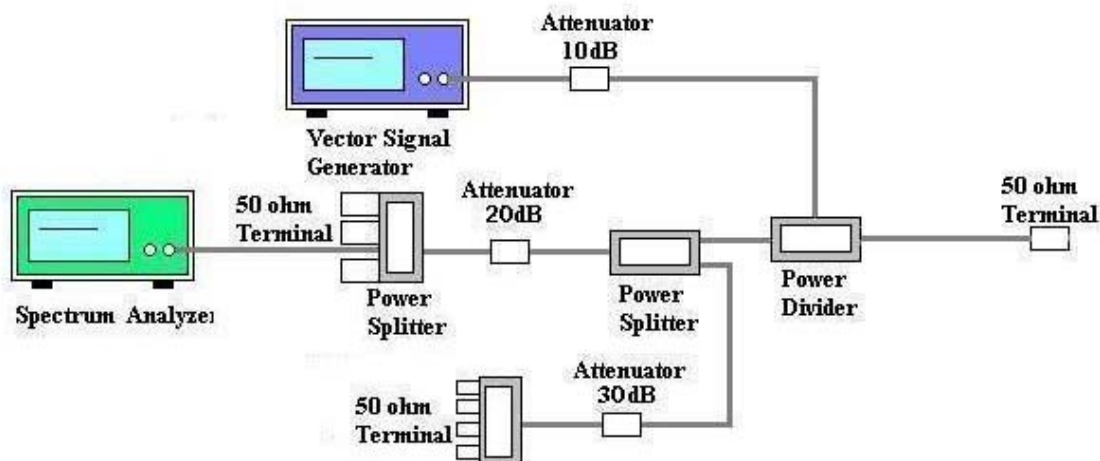 Attenuator
10dB
Vector Signal
Generator
Attenuator
20dB
50 ohm
Terminal
50 ohm
Terminal
Spectrum Analyzer
Power
Splitter
Power
Splitter
Power
Divider
Attenuator
30dB
50 ohm
Terminal